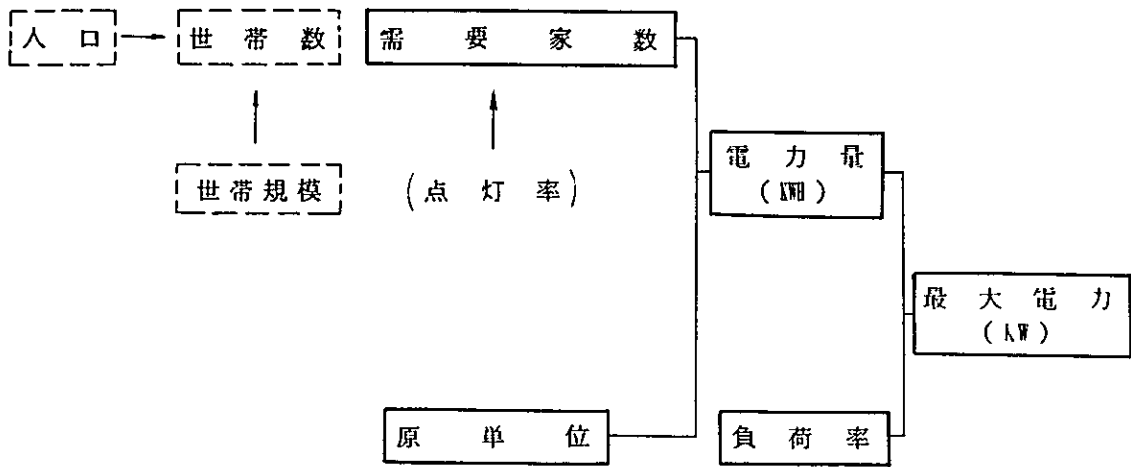 人口
世帯数
需要家数
世帯規模
(点灯率)
電力量
(KWH)
最大電力
(KW)
原単位
負荷率